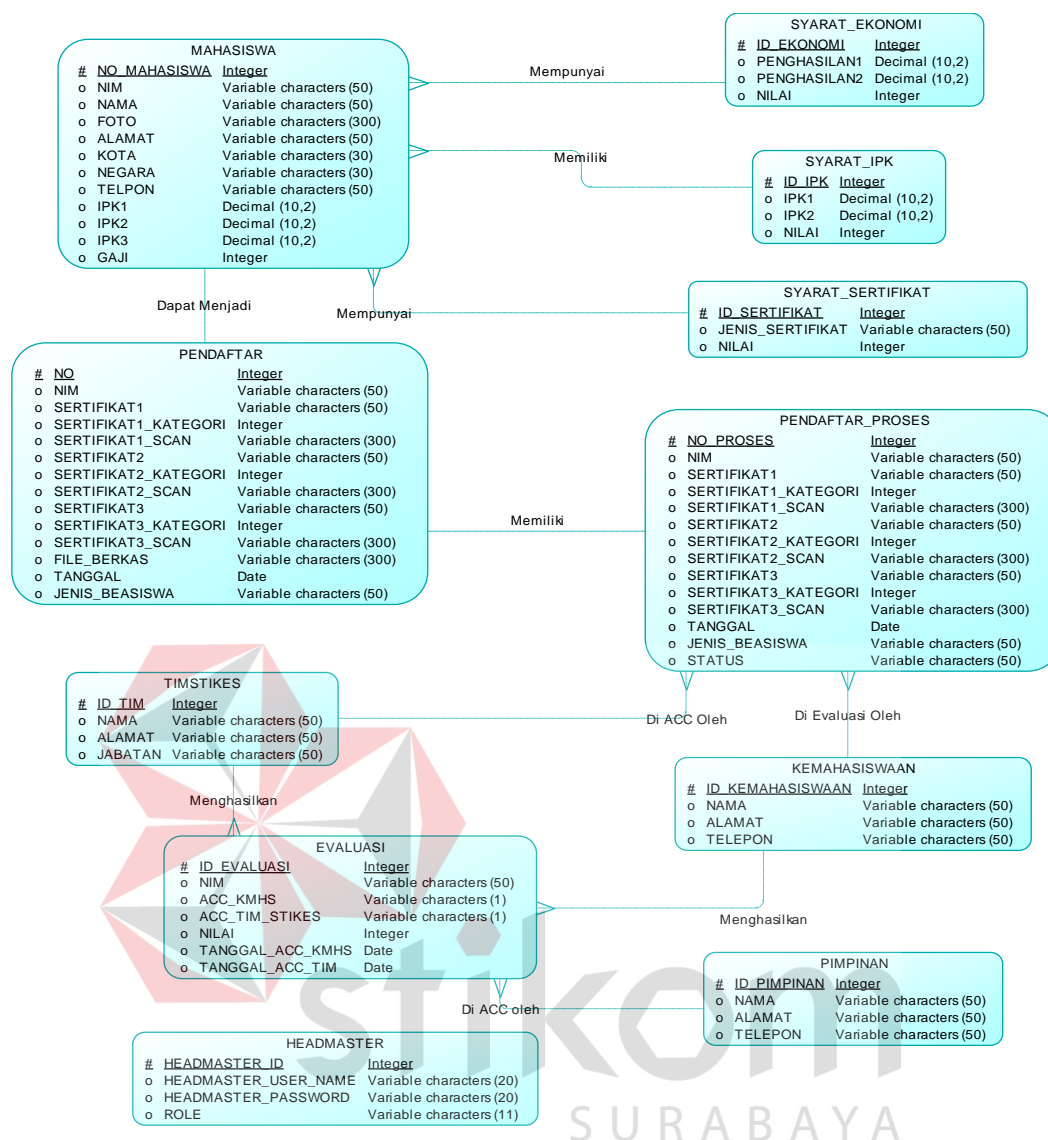 MAHASISWA
# NO_MAHASISWA Integer
o NIM Variable characters (50)
o NAMA Variable characters (50)
o FOTO Variable characters (300)
o ALAMAT Variable characters (50)
o KOTA Variable characters (30)
o NEGARA Variable characters (30)
o TELPON Variable characters (50)
o IPK1 Decimal (10,2)
o IPK2 Decimal (10,2)
o IPK3 Decimal (10,2)
o GAJI Integer
Mempunyai
SYARAT_EKONOMI
# ID_EKONOMI Integer
o PENGHASILAN1 Decimal (10,2)
o PENGHASILAN2 Decimal (10,2)
o NILAI Integer
Memiliki
SYARAT_IPK
# ID_IPK Integer
o IPK1 Decimal (10,2)
o IPK2 Decimal (10,2)
o NILAI Integer
Dapat Menjadi
Mempunyai
SYARAT_SERTIFIKAT
# ID_SERTIFIKAT Integer
o JENIS_SERTIFIKAT Variable characters (50)
o NILAI Integer
PENDAFTAR
# NO Integer
o NIM Variable characters (50)
o SERTIFIKAT1 Variable characters (50)
o SERTIFIKAT1_KATEGORI Integer
o SERTIFIKAT1_SCAN Variable characters (300)
o SERTIFIKAT2 Variable characters (50)
o SERTIFIKAT2_KATEGORI Integer
o SERTIFIKAT2_SCAN Variable characters (300)
o SERTIFIKAT3 Variable characters (50)
o SERTIFIKAT3_KATEGORI Integer
o SERTIFIKAT3_SCAN Variable characters (300)
o FILE_BERKAS Variable characters (300)
o TANGGAL Date
o JENIS_BEASISWA Variable characters (50)
Memiliki
PENDAFTAR_PROSES
# NO_PROSES Integer
o NIM Variable characters (50)
o SERTIFIKAT1 Variable characters (50)
o SERTIFIKAT1_KATEGORI Integer
o SERTIFIKAT1_SCAN Variable characters (300)
o SERTIFIKAT2 Variable characters (50)
o SERTIFIKAT2_KATEGORI Integer
o SERTIFIKAT2_SCAN Variable characters (300)
o SERTIFIKAT3 Variable characters (50)
o SERTIFIKAT3_KATEGORI Integer
o SERTIFIKAT3_SCAN Variable characters (300)
o TANGGAL Date
o JENIS_BEASISWA Variable characters (50)
o STATUS Variable characters (50)
TIMSTIKES
# ID_TIM Integer
o NAMA Variable characters (50)
o ALAMAT Variable characters (50)
o JABATAN Variable characters (50)
Di ACC Oleh
Di Evaluasi Oleh
KEMAHASISWAAN
# ID_KEMAHASISWAAN Integer
o NAMA Variable characters (50)
o ALAMAT Variable characters (50)
o TELEPON Variable characters (50)
Menghasilkan
EVALUASI
# ID_EVALUASI Integer
o NIM Variable characters (50)
o ACC_KMHS Variable characters (1)
o ACC_TIM_STIKES Variable characters (1)
o NILAI Integer
o TANGGAL_ACC_KMHS Date
o TANGGAL_ACC_TIM Date
Menghasilkan
Di ACC oleh
PIMPINAN
# ID_PIMPINAN Integer
o NAMA Variable characters (50)
o ALAMAT Variable characters (50)
o TELEPON Variable characters (50)
HEADMASTER
# HEADMASTER_ID Integer
o HEADMASTER_USER_NAME Variable characters (20)
o HEADMASTER_PASSWORD Variable characters (20)
o ROLE Variable characters (11)
stikom
SURABAYA